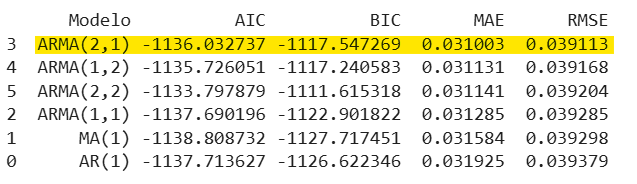 Modelo AIC BIC MAE RMSE
3 ARMA(2,1) -1136.032737 -1117.547269 0.031003 0.039113
4 ARMA(1,2) -1135.726051 -1117.240583 0.031131 0.039168
5 ARMA(2,2) -1133.797879 -1111.615318 0.031141 0.039204
2 ARMA(1,1) -1137.690196 -1122.901822 0.031285 0.039285
1 MA(1) -1138.808732 -1127.717451 0.031584 0.039298
0 AR(1) -1137.713627 -1126.622346 0.031925 0.039379